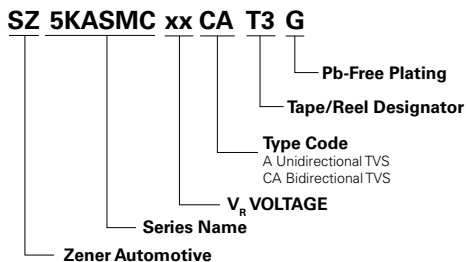 SZ 5KASMC xx CA T3 G
Pb-Free Plating
Tape/Reel Designator
Type Code
A Unidirectional TVS
CA Bidirectional TVS
VR VOLTAGE
Series Name
Zener Automotive